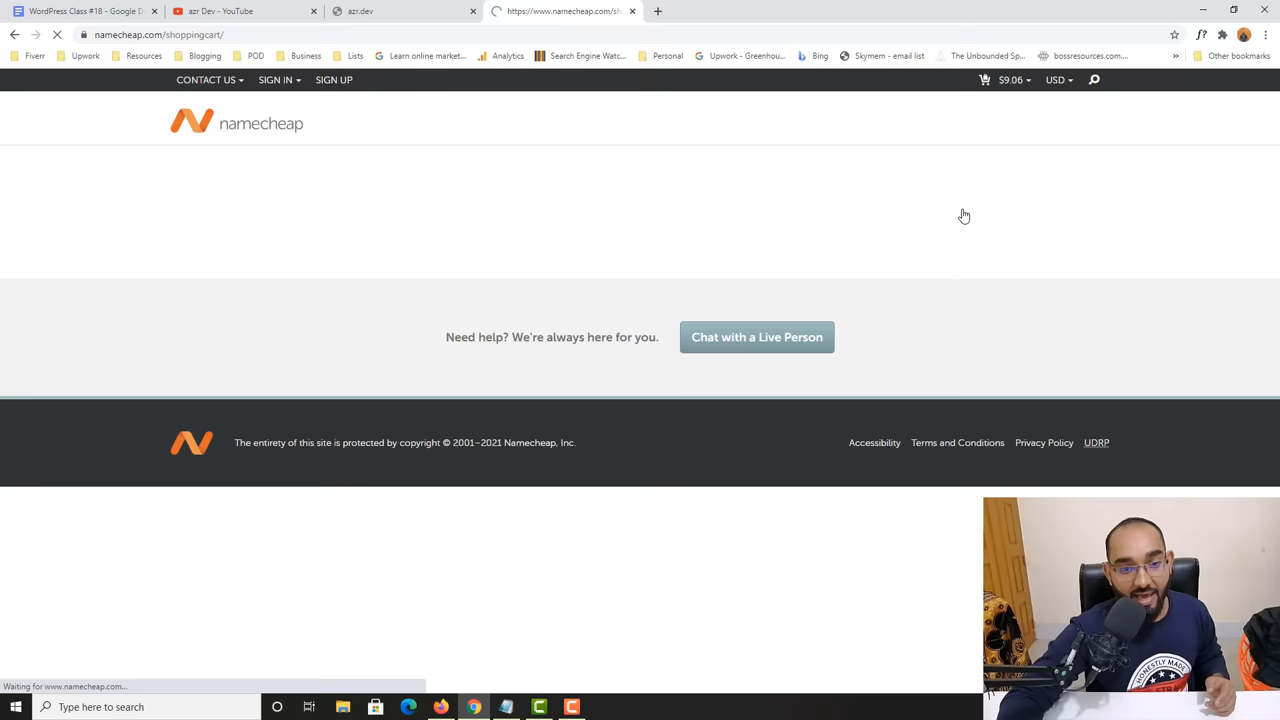 WordPress Class #18 - Google D
azr Dev - YouTube
azr.dev
https://www.namecheap.com/sho
namecheap.com/shoppingcart/
Fiverr
Upwork
Resources
Blogging
POD
Business
Lists
Learn online market...
Analytics
Search Engine Watc...
Personal
Upwork - Greenhou...
Bing
Skymem - email list
The Unbounded Sp...
bossresources.com....
»
Other bookmarks
CONTACT US
SIGN IN
SIGN UP
$9.06
USD
namecheap
Need help? We're always here for you.
Chat with a Live Person
The entirety of this site is protected by copyright © 2001–2021 Namecheap, Inc.
Accessibility
Terms and Conditions
Privacy Policy
UDRP
HONESTLY MADE
Waiting for www.namecheap.com...
Type here to search